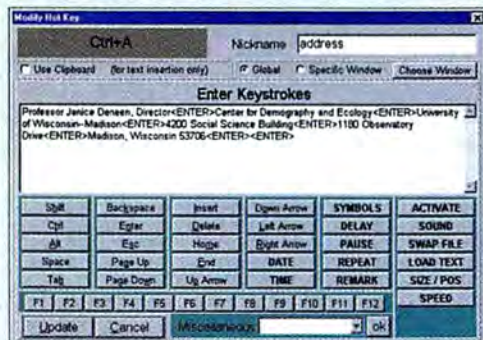 Modify Hot Key
Ctrl+A Nickname address
Use Clipboard (for text insertion only) Global Specific Window Choose Window
Enter Keystrokes
Professor Janice Deneen, Director<ENTER>Center for Demography and Ecology<ENTER>University
of Wisconsin--Madison<ENTER>4200 Social Science Building<ENTER>1180 Observatory
Drive<ENTER>Madison, Wisconsin 53706<ENTER><ENTER>
Shift Backspace Insert Down Arrow SYMBOLS ACTIVATE
Ctrl Enter Delete Left Arrow DELAY SOUND
Alt Esc Home Right Arrow PAUSE SWAP FILE
Space Page Up End DATE REPEAT LOAD TEXT
Tab Page Down Up Arrow TIME REMARK SIZE / POS
F1 F2 F3 F4 F5 F6 F7 F8 F9 F10 F11 F12 SPEED
Update Cancel Miscellaneous ok